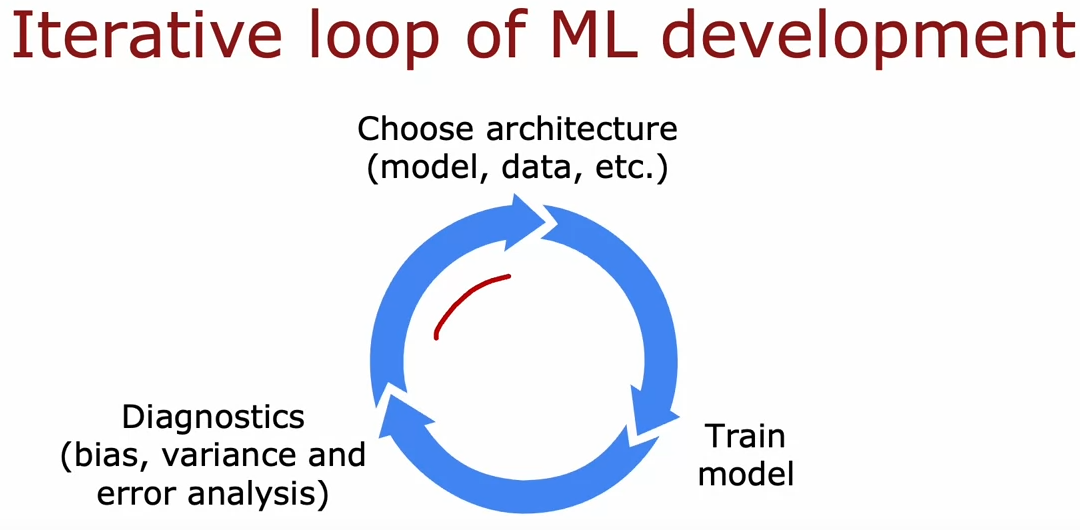 Iterative loop of ML development
Choose architecture
(model, data, etc.)
Train
model
Diagnostics
(bias, variance and
error analysis)